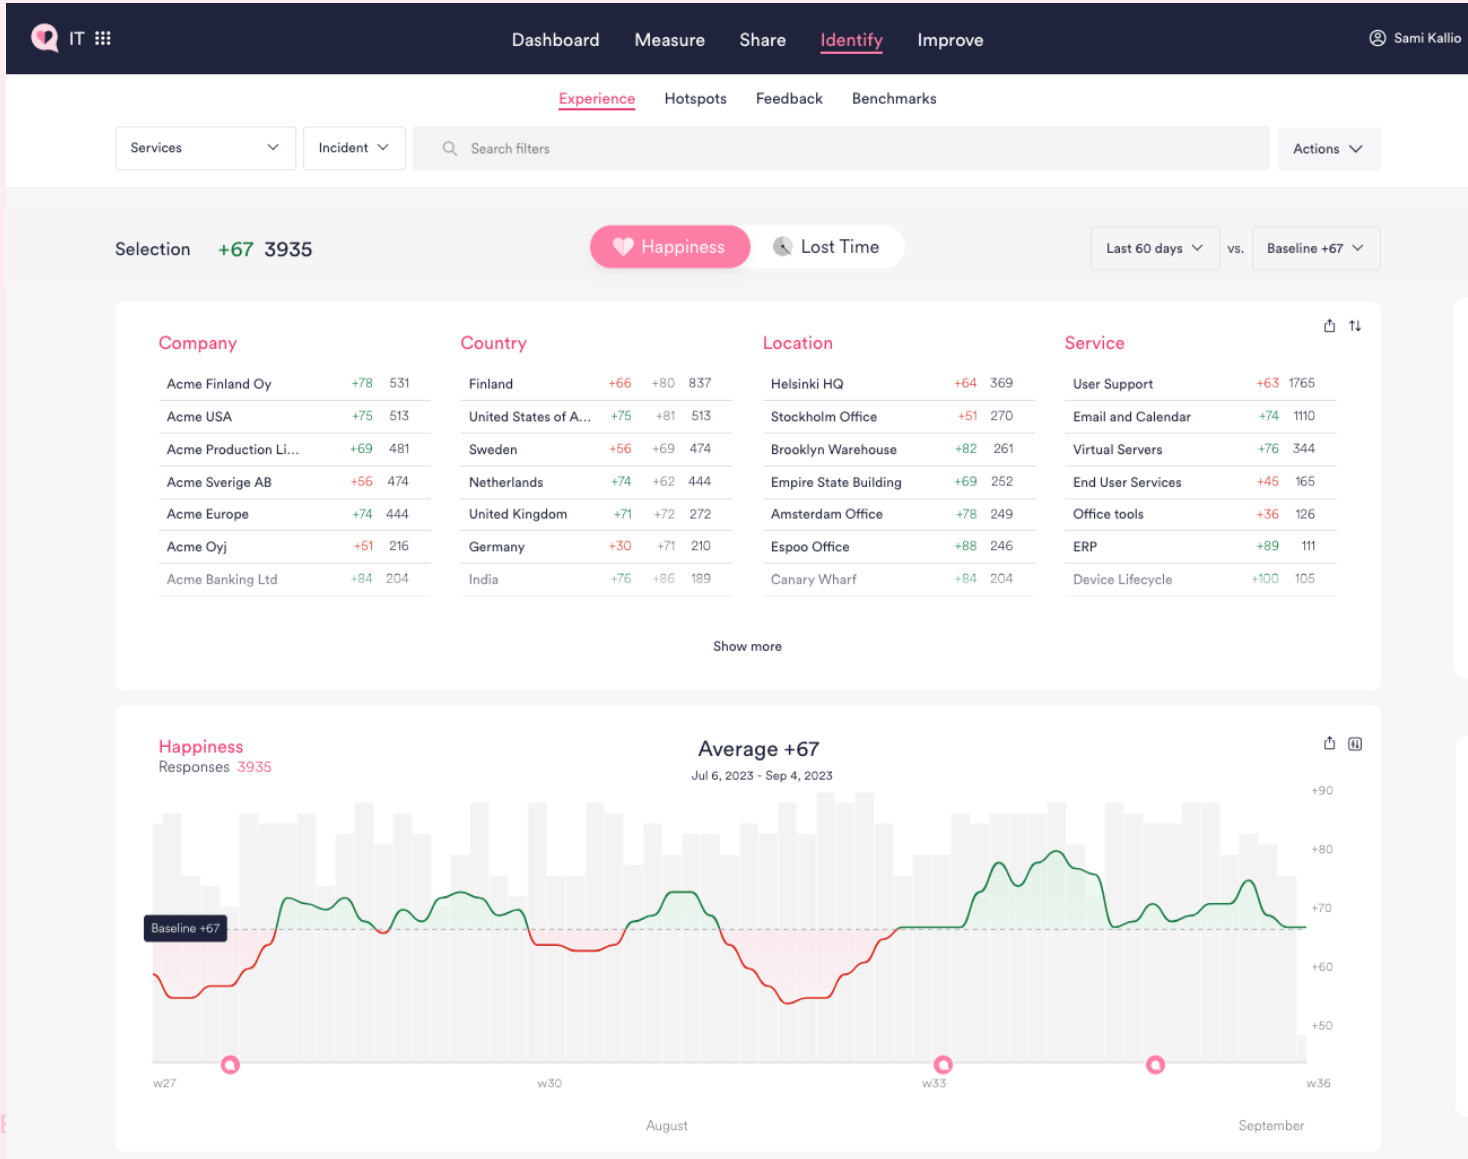 IT
Dashboard Measure Share Identify Improve
Sami Kallio
Experience Hotspots Feedback Benchmarks
Services Incident Search filters Actions
Selection +67 3935 Happiness Lost Time Last 60 days vs. Baseline +67
Company Country Location Service
Acme Finland Oy +78 531 Finland +66 +80 837 Helsinki HQ +64 369 User Support +63 1765
Acme USA +75 513 United States of A... +75 +81 513 Stockholm Office +51 270 Email and Calendar +74 1110
Acme Production Li... +69 481 Sweden +56 +69 474 Brooklyn Warehouse +82 261 Virtual Servers +76 344
Acme Sverige AB +56 474 Netherlands +74 +62 444 Empire State Building +69 252 End User Services +45 165
Acme Europe +74 444 United Kingdom +71 +72 272 Amsterdam Office +78 249 Office tools +36 126
Acme Oyj +51 216 Germany +30 +71 210 Espoo Office +88 246 ERP +89 111
Acme Banking Ltd +84 204 India +76 +86 189 Canary Wharf +84 204 Device Lifecycle +100 105
Show more
Happiness Average +67
Responses 3935
Jul 6, 2023 - Sep 4, 2023
+90
+80
+70
Baseline +67
+60
+50
w27 w30 w33 w36
August September